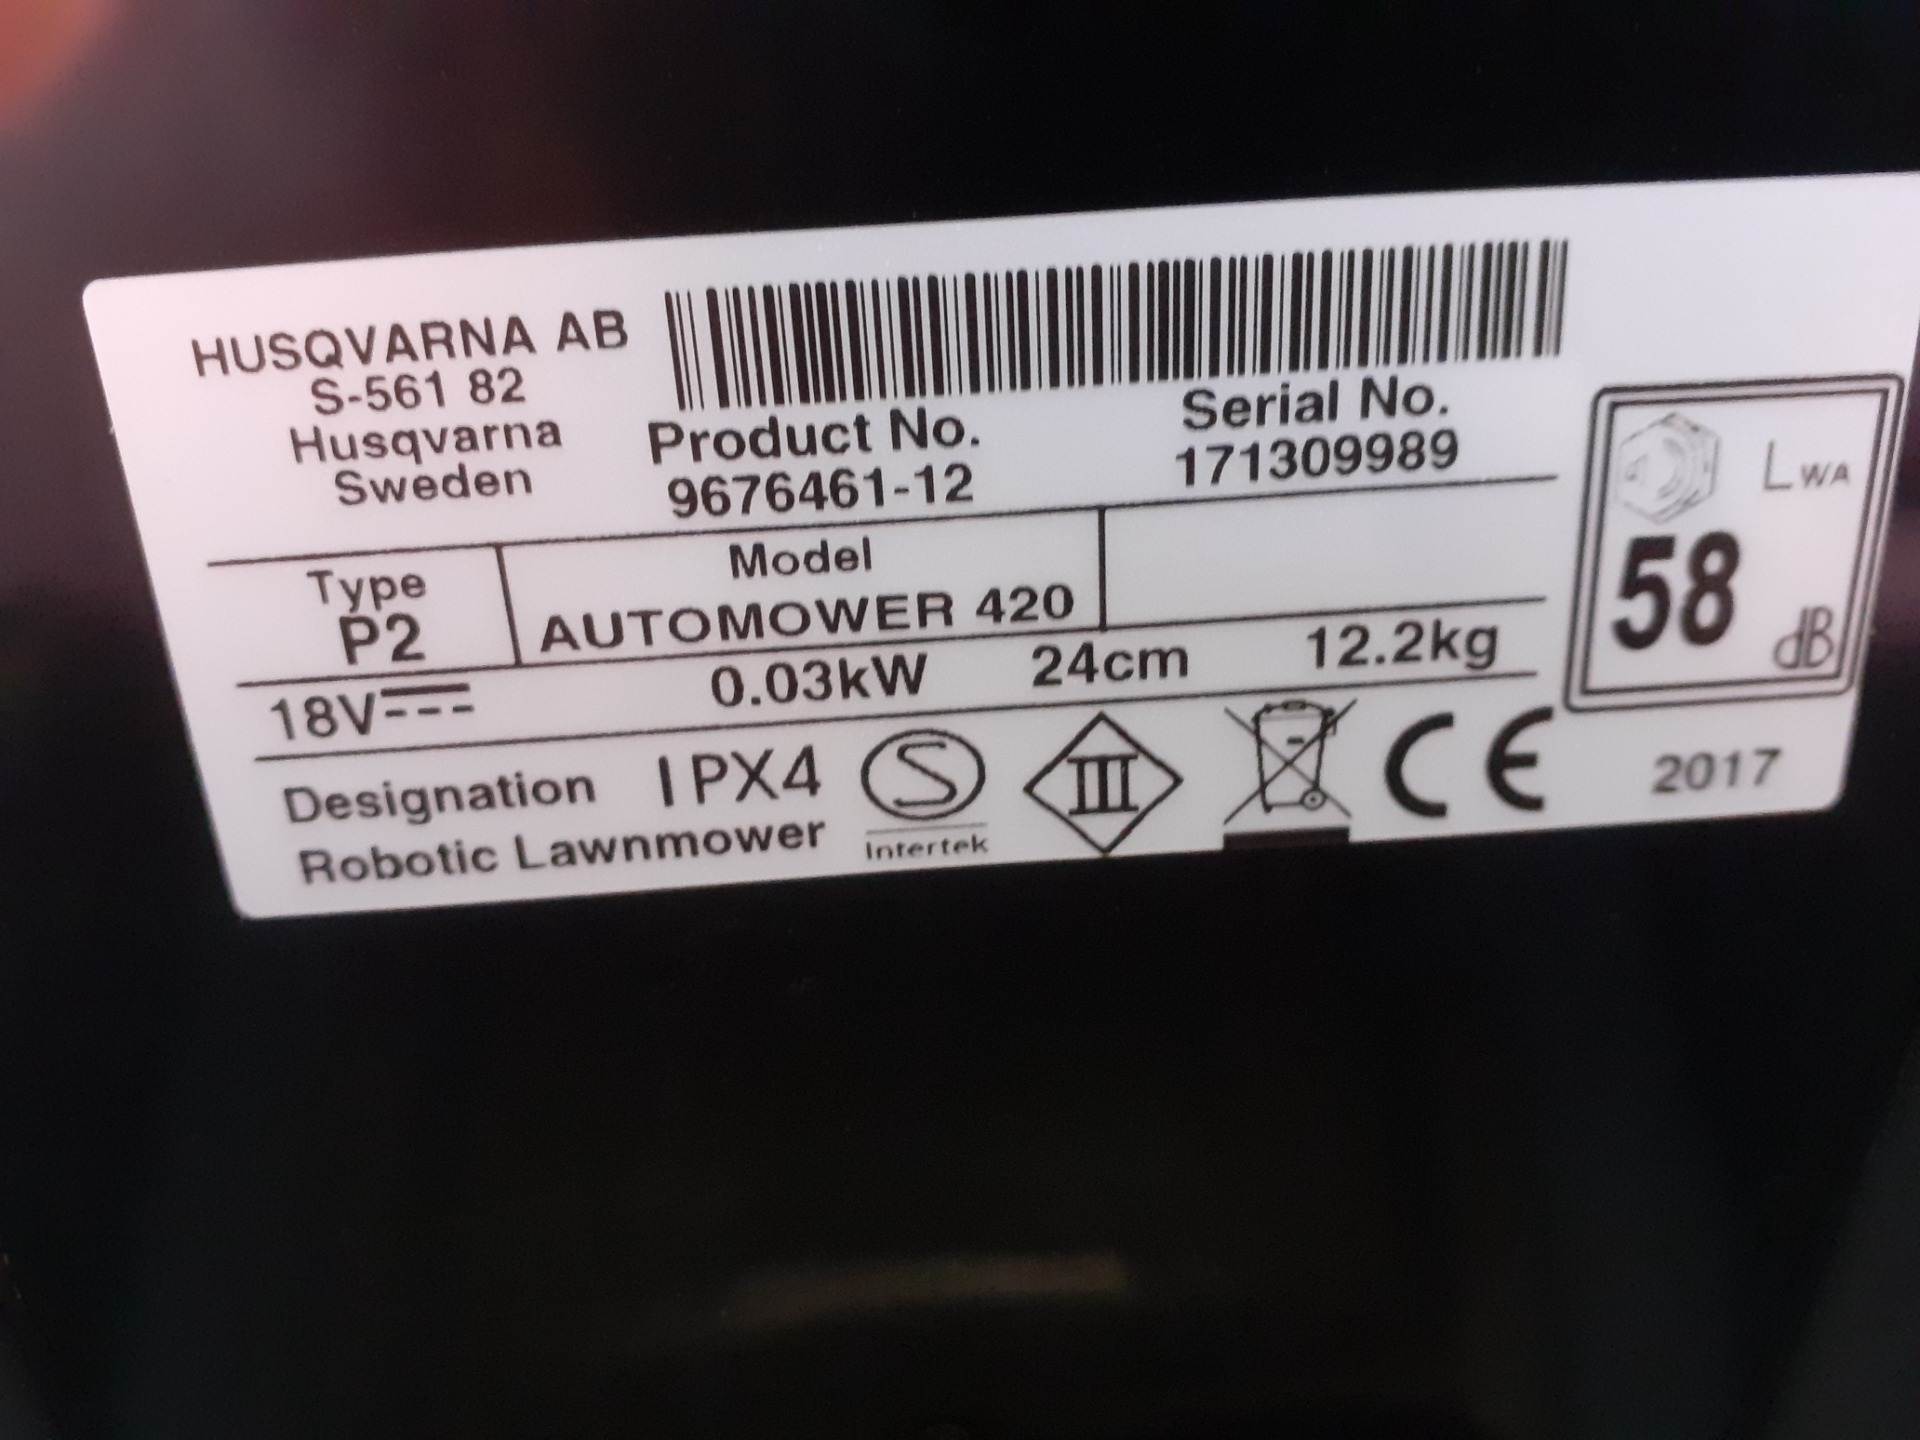 HUSQVARNA AB
S-561 82
Husqvarna
Sweden
Product No.
9676461-12
Serial No.
171309989
Type
P2
Model
AUTOMOWER 420
18V
0.03kW
24cm
12.2kg
LWA
58
dB
Designation
Robotic Lawnmower
IPX4
S
Intertek
III
CE
2017